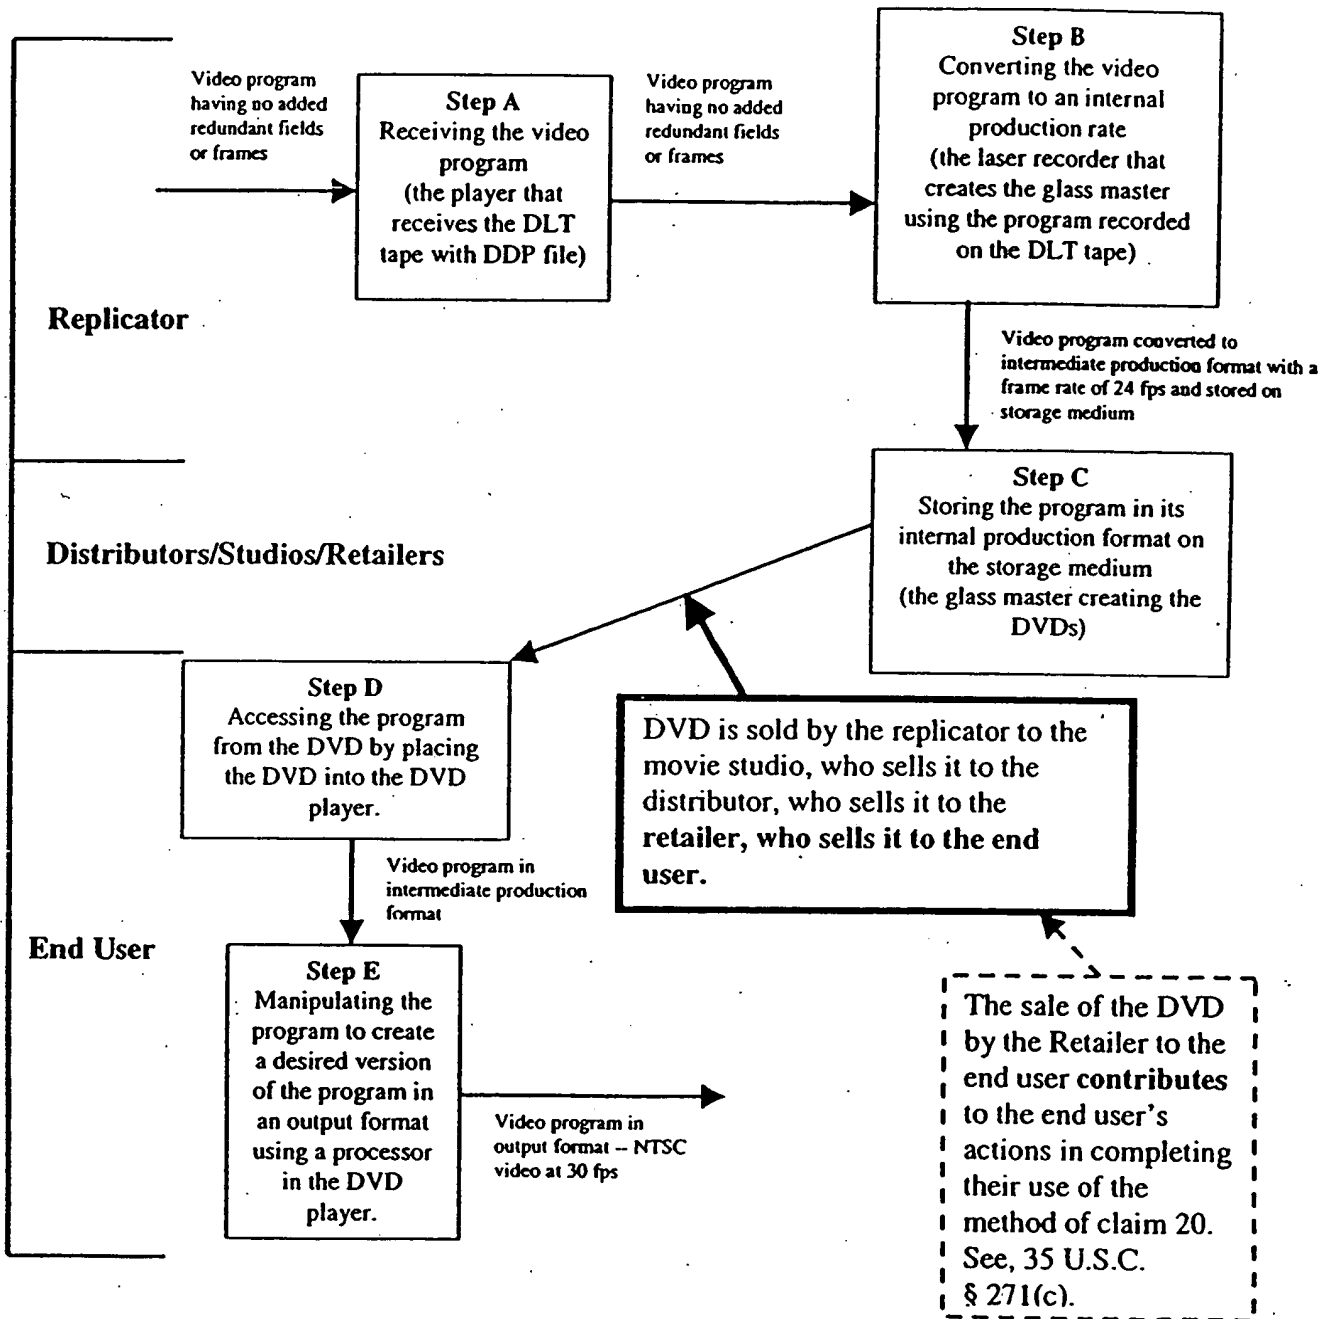 Video program
having no added
redundant fields
or frames
Step A
Receiving the video
program
(the player that
receives the DLT
tape with DDP file)
Video program
having no added
redundant fields
or frames
Step B
Converting the video
program to an internal
production rate
(the laser recorder that
creates the glass master
using the program recorded
on the DLT tape)
Replicator
Video program converted to
intermediate production format with a
frame rate of 24 fps and stored on
storage medium
Step C
Storing the program in its
internal production format on
the storage medium
(the glass master creating the
DVDs)
Distributors/Studios/Retailers
Step D
Accessing the program
from the DVD by placing
the DVD into the DVD
player.
DVD is sold by the replicator to the
movie studio, who sells it to the
distributor, who sells it to the
retailer, who sells it to the end
user.
Video program in
intermediate production
format
End User
Step E
Manipulating the
program to create
a desired version
of the program in
an output format
using a processor
in the DVD
player.
Video program in
output format -- NTSC
video at 30 fps
The sale of the DVD
by the Retailer to the
end user contributes
to the end user's
actions in completing
their use of the
method of claim 20.
See, 35 U.S.C.
§ 271(c).